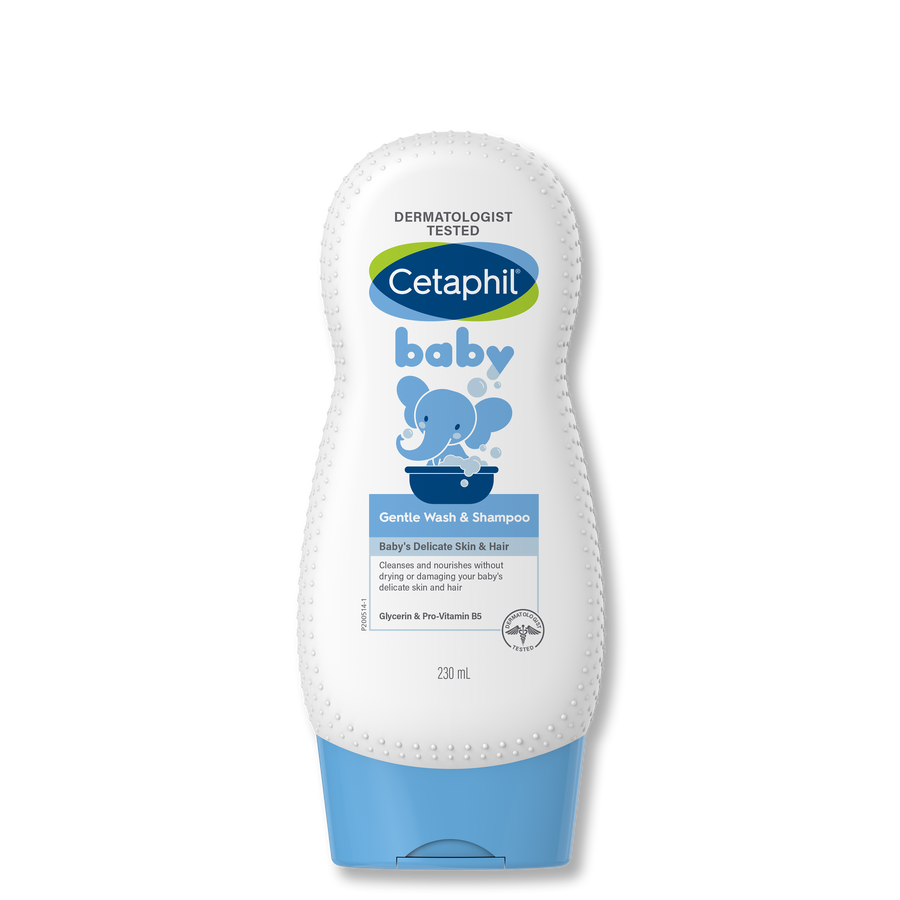 DERMATOLOGIST
TESTED
Cetaphil®
baby
Gentle Wash & Shampoo
Baby's Delicate Skin & Hair
Cleanses and nourishes without
drying or damaging your baby's
delicate skin and hair
Glycerin & Pro-Vitamin B5
P200514-1
DERMATOLOGIST
TESTED
230 mL